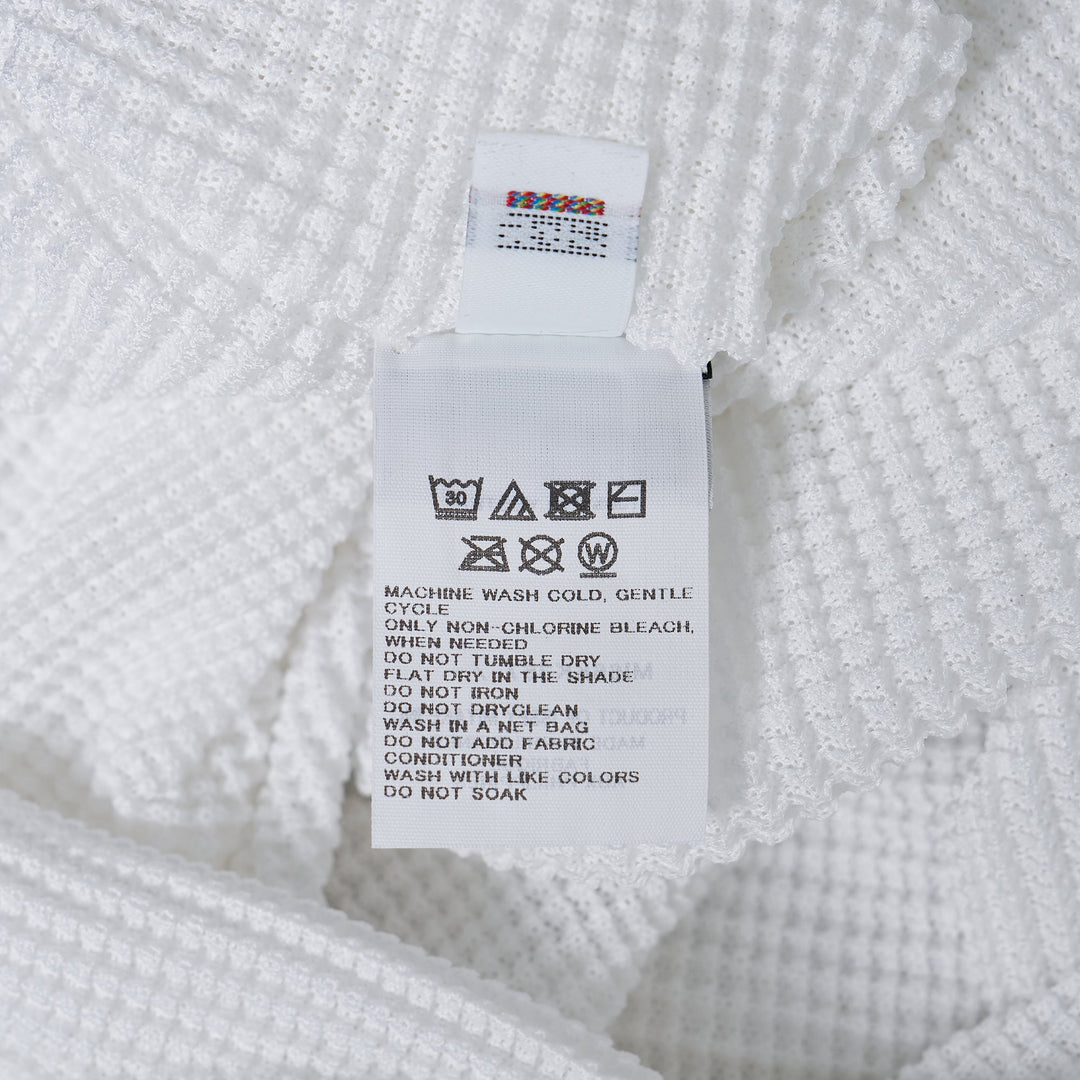 30
W
MACHINE WASH COLD, GENTLE
CYCLE
ONLY NON-CHLORINE BLEACH,
WHEN NEEDED
DO NOT TUMBLE DRY
FLAT DRY IN THE SHADE
DO NOT IRON
DO NOT DRYCLEAN
WASH IN A NET BAG
DO NOT ADD FABRIC
CONDITIONER
WASH WITH LIKE COLORS
DO NOT SOAK